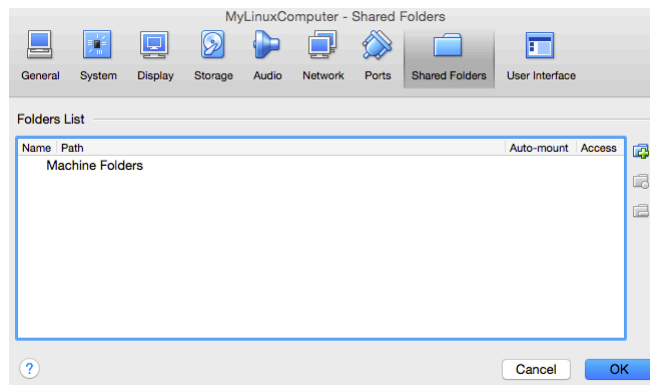 MyLinuxComputer - Shared Folders
General System Display Storage Audio Network Ports Shared Folders User Interface
Folders List
Name Path Auto-mount Access
Machine Folders
? Cancel OK